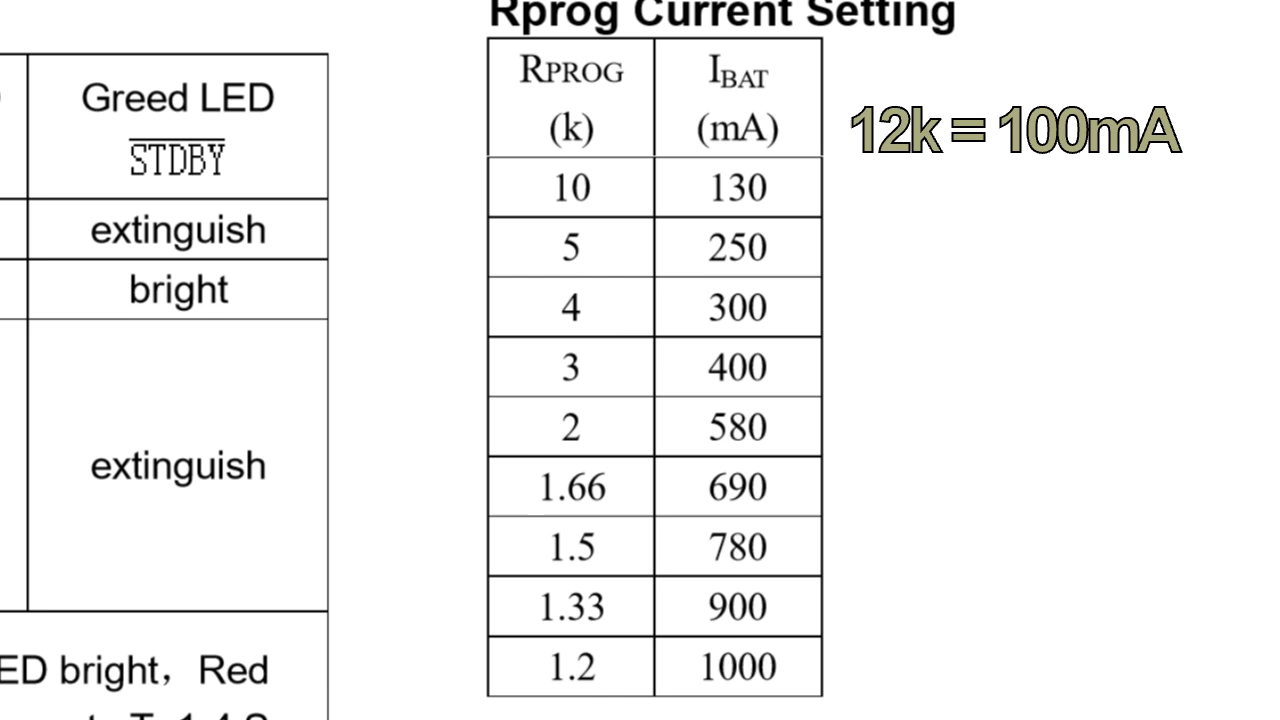 Rprog Current Setting
Greed LED
STDBY
extinguish
bright
extinguish
ED bright，Red
RPROG IBAT
(k) (mA)
10 130
5 250
4 300
3 400
2 580
1.66 690
1.5 780
1.33 900
1.2 1000
12k = 100mA